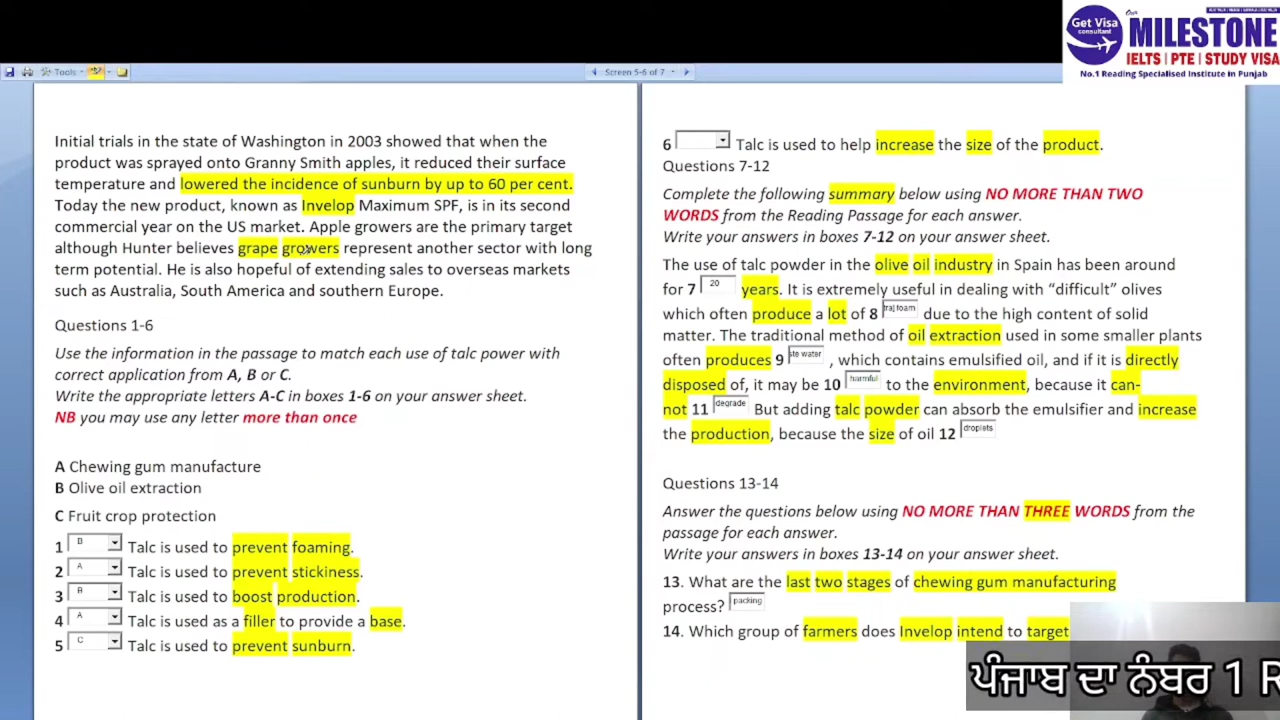 Our
Get Visa
consultant
MILESTONE
IELTS | PTE | STUDY VISA
No.1 Reading Specialised Institute in Punjab
Tools
Screen 5-6 of 7
Initial trials in the state of Washington in 2003 showed that when the
product was sprayed onto Granny Smith apples, it reduced their surface
temperature and lowered the incidence of sunburn by up to 60 per cent.
Today the new product, known as Invelop Maximum SPF, is in its second
commercial year on the US market. Apple growers are the primary target
although Hunter believes grape growers represent another sector with long
term potential. He is also hopeful of extending sales to overseas markets
such as Australia, South America and southern Europe.
Questions 1-6
Use the information in the passage to match each use of talc power with
correct application from A, B or C.
Write the appropriate letters A-C in boxes 1-6 on your answer sheet.
NB you may use any letter more than once
A Chewing gum manufacture
B Olive oil extraction
C Fruit crop protection
1 B Talc is used to prevent foaming.
2 A Talc is used to prevent stickiness.
3 B Talc is used to boost production.
4 A Talc is used as a filler to provide a base.
5 C Talc is used to prevent sunburn.
6 Talc is used to help increase the size of the product.
Questions 7-12
Complete the following summary below using NO MORE THAN TWO
WORDS from the Reading Passage for each answer.
Write your answers in boxes 7-12 on your answer sheet.
The use of talc powder in the olive oil industry in Spain has been around
for 7 20 years. It is extremely useful in dealing with “difficult” olives
which often produce a lot of 8 traj foam due to the high content of solid
matter. The traditional method of oil extraction used in some smaller plants
often produces 9 ste water , which contains emulsified oil, and if it is directly
disposed of, it may be 10 harmful to the environment, because it can-
not 11 degrade But adding talc powder can absorb the emulsifier and increase
the production, because the size of oil 12 droplets
Questions 13-14
Answer the questions below using NO MORE THAN THREE WORDS from the
passage for each answer.
Write your answers in boxes 13-14 on your answer sheet.
13. What are the last two stages of chewing gum manufacturing
process? packing
14. Which group of farmers does Invelop intend to target
ਪੰਜਾਬ ਦਾ ਨੰਬਰ 1 R